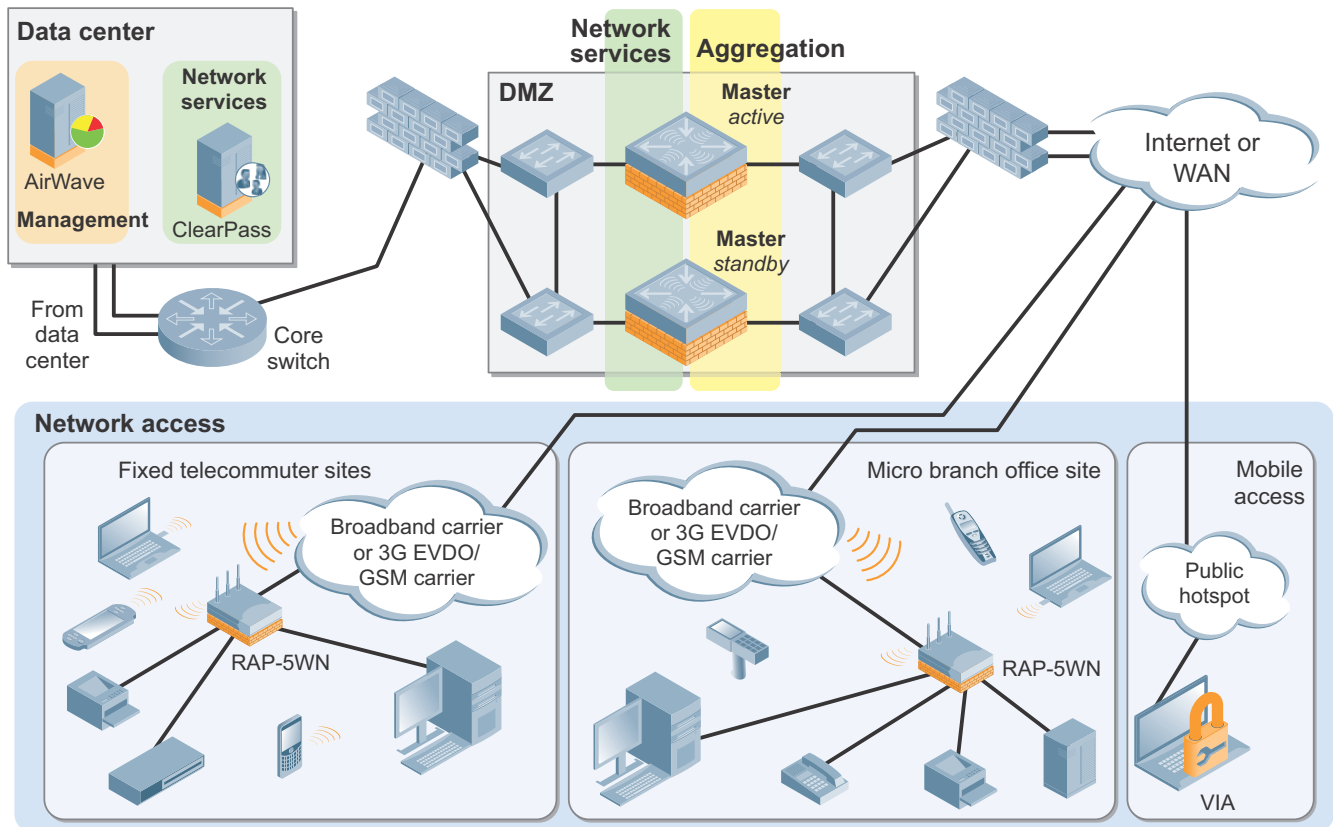 Data center
AirWave
Management
Network
services
ClearPass
From
data
center
Core
switch
Network
services
Aggregation
DMZ
Master
active
Master
standby
Internet or
WAN
Network access
Fixed telecommuter sites
Broadband carrier
or 3G EVDO/
GSM carrier
RAP-5WN
Micro branch office site
Broadband carrier
or 3G EVDO/
GSM carrier
RAP-5WN
Mobile
access
Public
hotspot
VIA